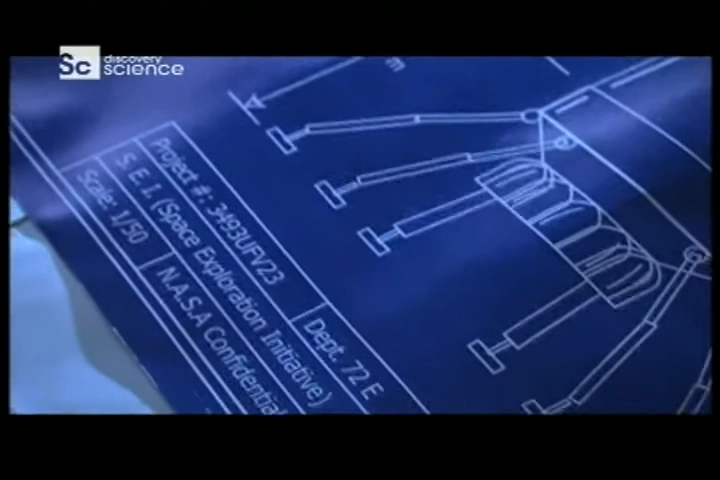 Sc discovery
science
m
Project #: 3493UFV23
S. E. I. (Space Exploration Initiative)
Scale: 1/50
N.A.S.A Confidential
Dept. 72 E